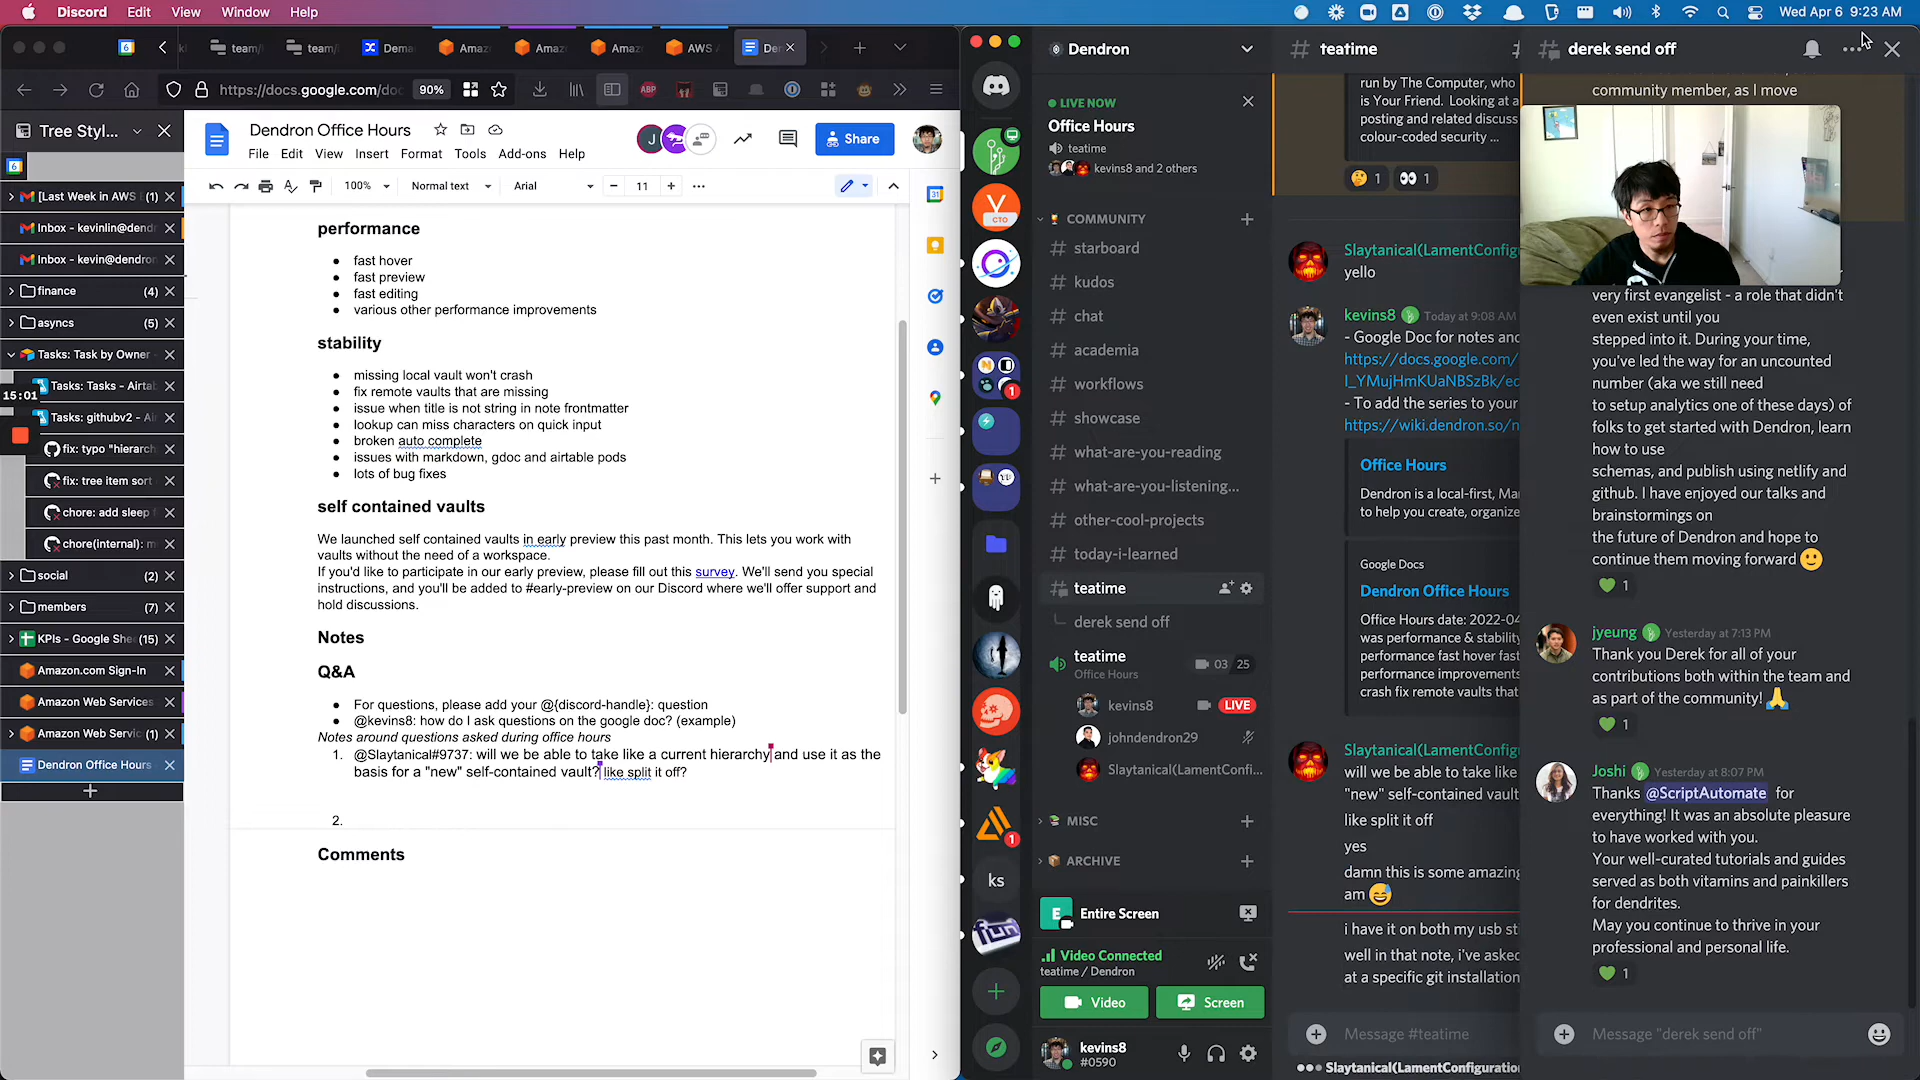 Discord Edit View Window Help
Wed Apr 6 9:23 AM
team/ team/ Dema Amaz Amaz Amaz AWS De
https://docs.google.com/doc 90%
Tree Styl...
[Last Week in AWS (1)
Inbox - kevinlin@dendr
Inbox - kevin@dendron
finance (4)
asyncs (5)
Tasks: Task by Owner
Tasks: Tasks - Airta
15:01
Tasks: githubv2 - Ai
fix: typo "hierarch
fix: tree item sort
chore: add sleep
chore(internal): m
social (2)
members (7)
KPIs - Google She (15)
Amazon.com Sign-In
Amazon Web Services
Amazon Web Servic (1)
Dendron Office Hours
Dendron Office Hours
File Edit View Insert Format Tools Add-ons Help
Share
100% Normal text Arial 11
performance
fast hover
fast preview
fast editing
various other performance improvements
stability
missing local vault won't crash
fix remote vaults that are missing
issue when title is not string in note frontmatter
lookup can miss characters on quick input
broken auto complete
issues with markdown, gdoc and airtable pods
lots of bug fixes
self contained vaults
We launched self contained vaults in early preview this past month. This lets you work with
vaults without the need of a workspace.
If you'd like to participate in our early preview, please fill out this survey. We'll send you special
instructions, and you'll be added to #early-preview on our Discord where we'll offer support and
hold discussions.
Notes
Q&A
For questions, please add your @{discord-handle}: question
@kevins8: how do I ask questions on the google doc? (example)
Notes around questions asked during office hours
1. @Slaytanical#9737: will we be able to take like a current hierarchy and use it as the
basis for a "new" self-contained vault? like split it off?
2.
Comments
Dendron
LIVE NOW
Office Hours
teatime
kevins8 and 2 others
COMMUNITY
starboard
kudos
chat
academia
workflows
showcase
what-are-you-reading
what-are-you-listening...
other-cool-projects
today-i-learned
teatime
derek send off
teatime 03 25
Office Hours
kevins8 LIVE
johndendron29
Slaytanical(LamentConfi...
MISC
ARCHIVE
Entire Screen
Video Connected
teatime / Dendron
Video Screen
kevins8
#0590
teatime
run by The Computer, who
is Your Friend. Looking at a
posting and related discuss
colour-coded security ...
1 1
Slaytanical(LamentConfig
yello
kevins8 Today at 9:08 AM
- Google Doc for notes and
https://docs.google.com/
I_YMujHmKUaNBSzBk/ed
- To add the series to your
https://wiki.dendron.so/n
Office Hours
Dendron is a local-first, Mar
to help you create, organize
Google Docs
Dendron Office Hours
Office Hours date: 2022-04
was performance & stability
performance fast hover fast
performance improvements
crash fix remote vaults that
Slaytanical(LamentConfig
will we be able to take like
"new" self-contained vault
like split it off
yes
damn this is some amazing
am
i have it on both my usb sti
well in that note, i've asked
at a specific git installation
Message #teatime
Slaytanical(LamentConfiguration
derek send off
community member, as I move
very first evangelist - a role that didn't
even exist until you
stepped into it. During your time,
you've led the way for an uncounted
number (aka we still need
to setup analytics one of these days) of
folks to get started with Dendron, learn
how to use
schemas, and publish using netlify and
github. I have enjoyed our talks and
brainstormings on
the future of Dendron and hope to
continue them moving forward
1
jyeung Yesterday at 7:13 PM
Thank you Derek for all of your
contributions both within the team and
as part of the community!
1
Joshi Yesterday at 8:07 PM
Thanks @ScriptAutomate for
everything! It was an absolute pleasure
to have worked with you.
Your well-curated tutorials and guides
served as both vitamins and painkillers
for dendrites.
May you continue to thrive in your
professional and personal life.
1
Message "derek send off"